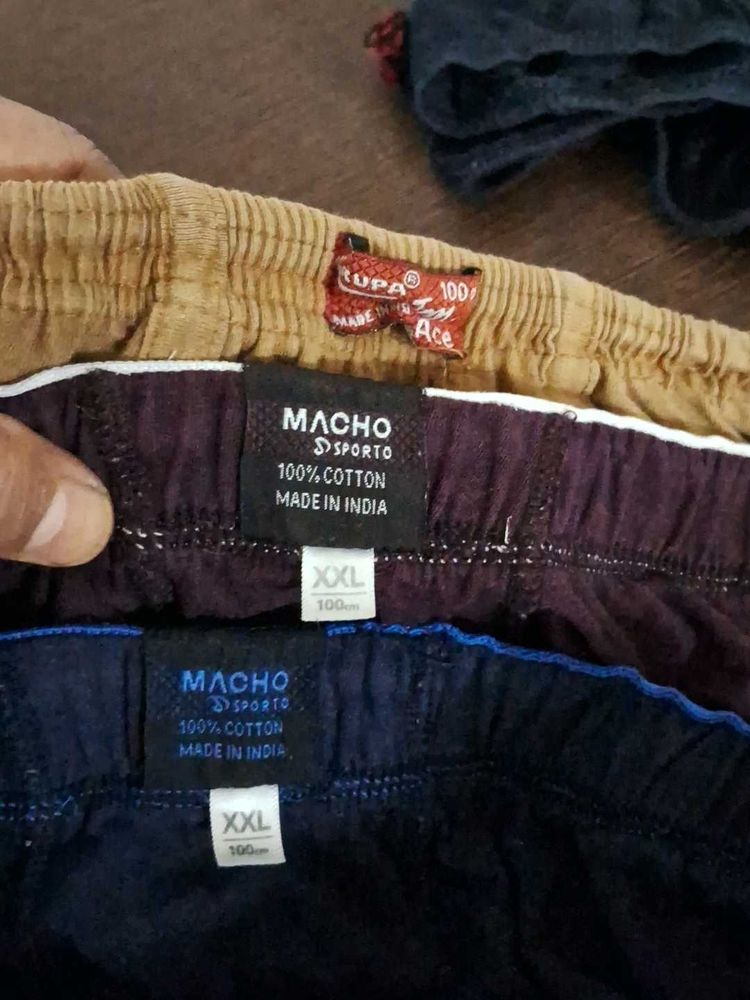 RUPA®
100
MADE IN
Ace
MACHO
SPORTO
100% COTTON
MADE IN INDIA
XXL
100cm
MACHO
SPORTO
100% COTTON
MADE IN INDIA
XXL
100cm